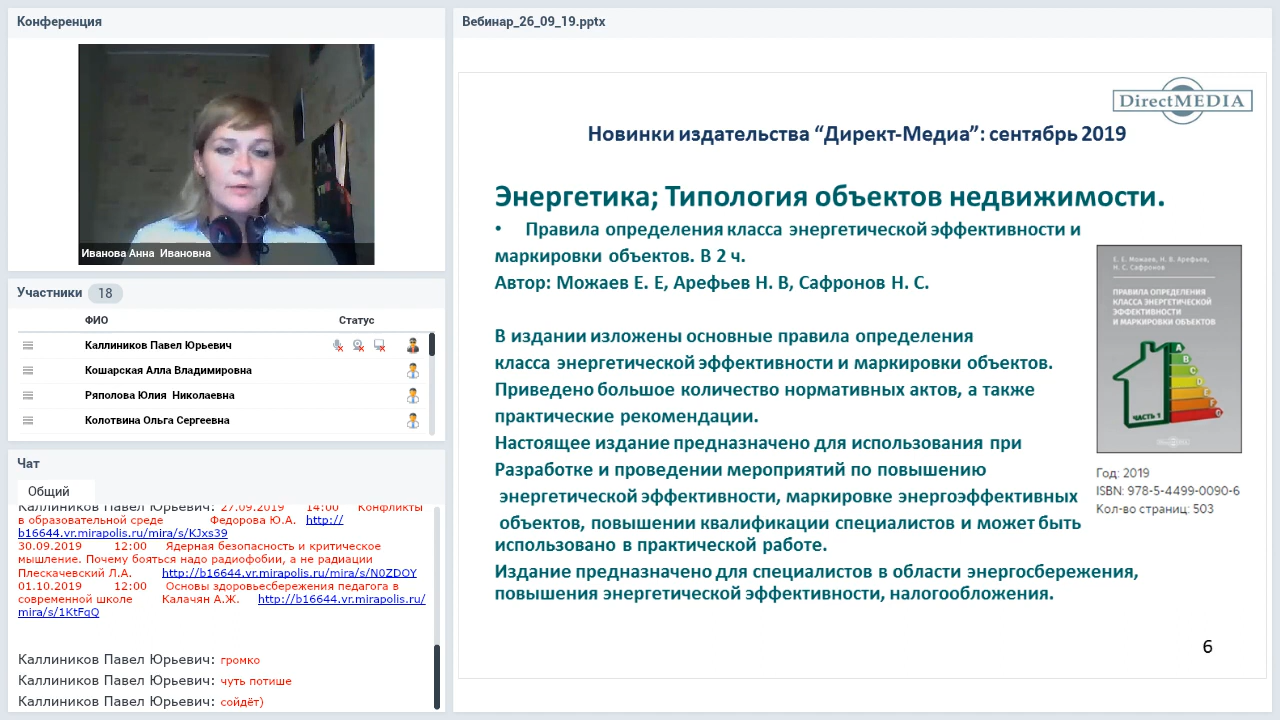 Конференция
Иванова Анна  Ивановна
Участники 18
ФИО Статус
Каллиников Павел Юрьевич
Кошарская Алла Владимировна
Ряполова Юлия  Николаевна
Колотвина Ольга Сергеевна
Чат
Общий
Каллиников Павел Юрьевич: 27.09.2019 14:00 Конфликты
в образовательной среде Федорова Ю.А. http://
b16644.vr.mirapolis.ru/mira/s/KJxs39
30.09.2019 12:00 Ядерная безопасность и критическое
мышление. Почему бояться надо радиофобии, а не радиации
Плескачевский Л.А. http://b16644.vr.mirapolis.ru/mira/s/N0ZDOY
01.10.2019 12:00 Основы здоровьесбережения педагога в
современной школе Калачян А.Ж. http://b16644.vr.mirapolis.ru/
mira/s/1KtFqQ
Каллиников Павел Юрьевич: громко
Каллиников Павел Юрьевич: чуть потише
Каллиников Павел Юрьевич: сойдёт)
Вебинар_26_09_19.pptx
DirectMEDIA
Новинки издательства “Директ-Медиа”: сентябрь 2019
Энергетика; Типология объектов недвижимости.
• Правила определения класса энергетической эффективности и
маркировки объектов. В 2 ч.
Автор: Можаев Е. Е, Арефьев Н. В, Сафронов Н. С.
В издании изложены основные правила определения
класса энергетической эффективности и маркировки объектов.
Приведено большое количество нормативных актов, а также
практические рекомендации.
Настоящее издание предназначено для использования при
Разработке и проведении мероприятий по повышению
энергетической эффективности, маркировке энергоэффективных
объектов, повышении квалификации специалистов и может быть
использовано в практической работе.
Издание предназначено для специалистов в области энергосбережения,
повышения энергетической эффективности, налогообложения.
Е. Е. Можаев, Н. В. Арефьев,
Н. С. Сафронов
ПРАВИЛА ОПРЕДЕЛЕНИЯ
КЛАССА ЭНЕРГЕТИЧЕСКОЙ
ЭФФЕКТИВНОСТИ
И МАРКИРОВКИ ОБЪЕКТОВ
A
B
C
D
E
F
G
ЧАСТЬ 1
Год: 2019
ISBN: 978-5-4499-0090-6
Кол-во страниц: 503
6